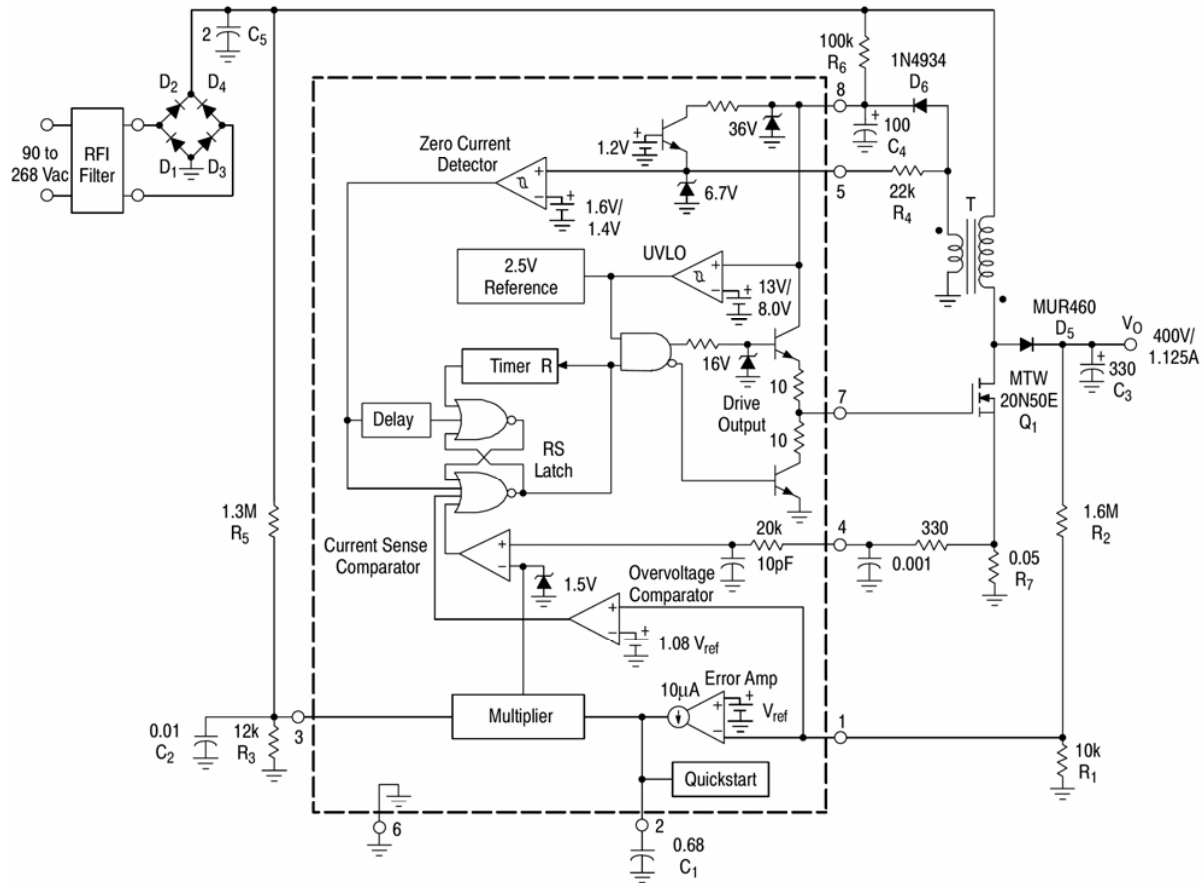 2 C5
D2 D4
D1 D3
90 to
268 Vac
RFI
Filter
100k
R6
1N4934
D6
8
100
C4
36V
1.2V
Zero Current
Detector
6.7V
1.6V/
1.4V
5
22k
R4
T
UVLO
2.5V
Reference
13V/
8.0V
MUR460
D5
VO
400V/
1.125A
330
C3
Timer R
16V
10
10
Drive
Output
7
MTW
20N50E
Q1
Delay
RS
Latch
1.3M
R5
1.6M
R2
20k
10pF
4
330
0.001
0.05
R7
Current Sense
Comparator
1.5V
Overvoltage
Comparator
1.08 Vref
Error Amp
10µA
Vref
Multiplier
1
10k
R1
0.01
C2
12k
R3
3
Quickstart
6
2
0.68
C1
+
−